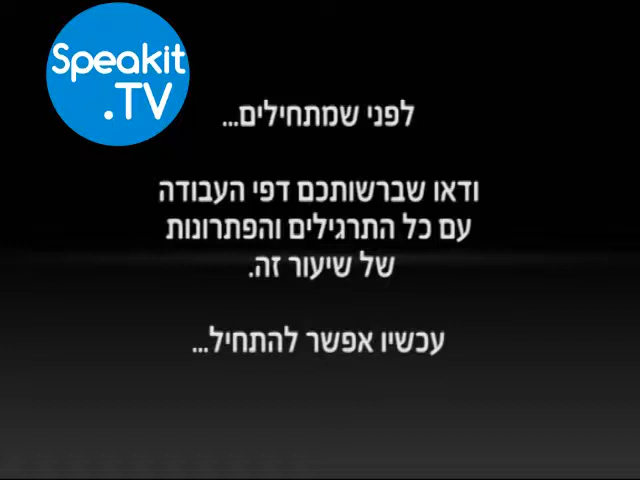 Speakit
.TV
לפני שמתחילים...
ודאו שברשותכם דפי העבודה
עם כל התרגילים והפתרונות
של שיעור זה.
עכשיו אפשר להתחיל...